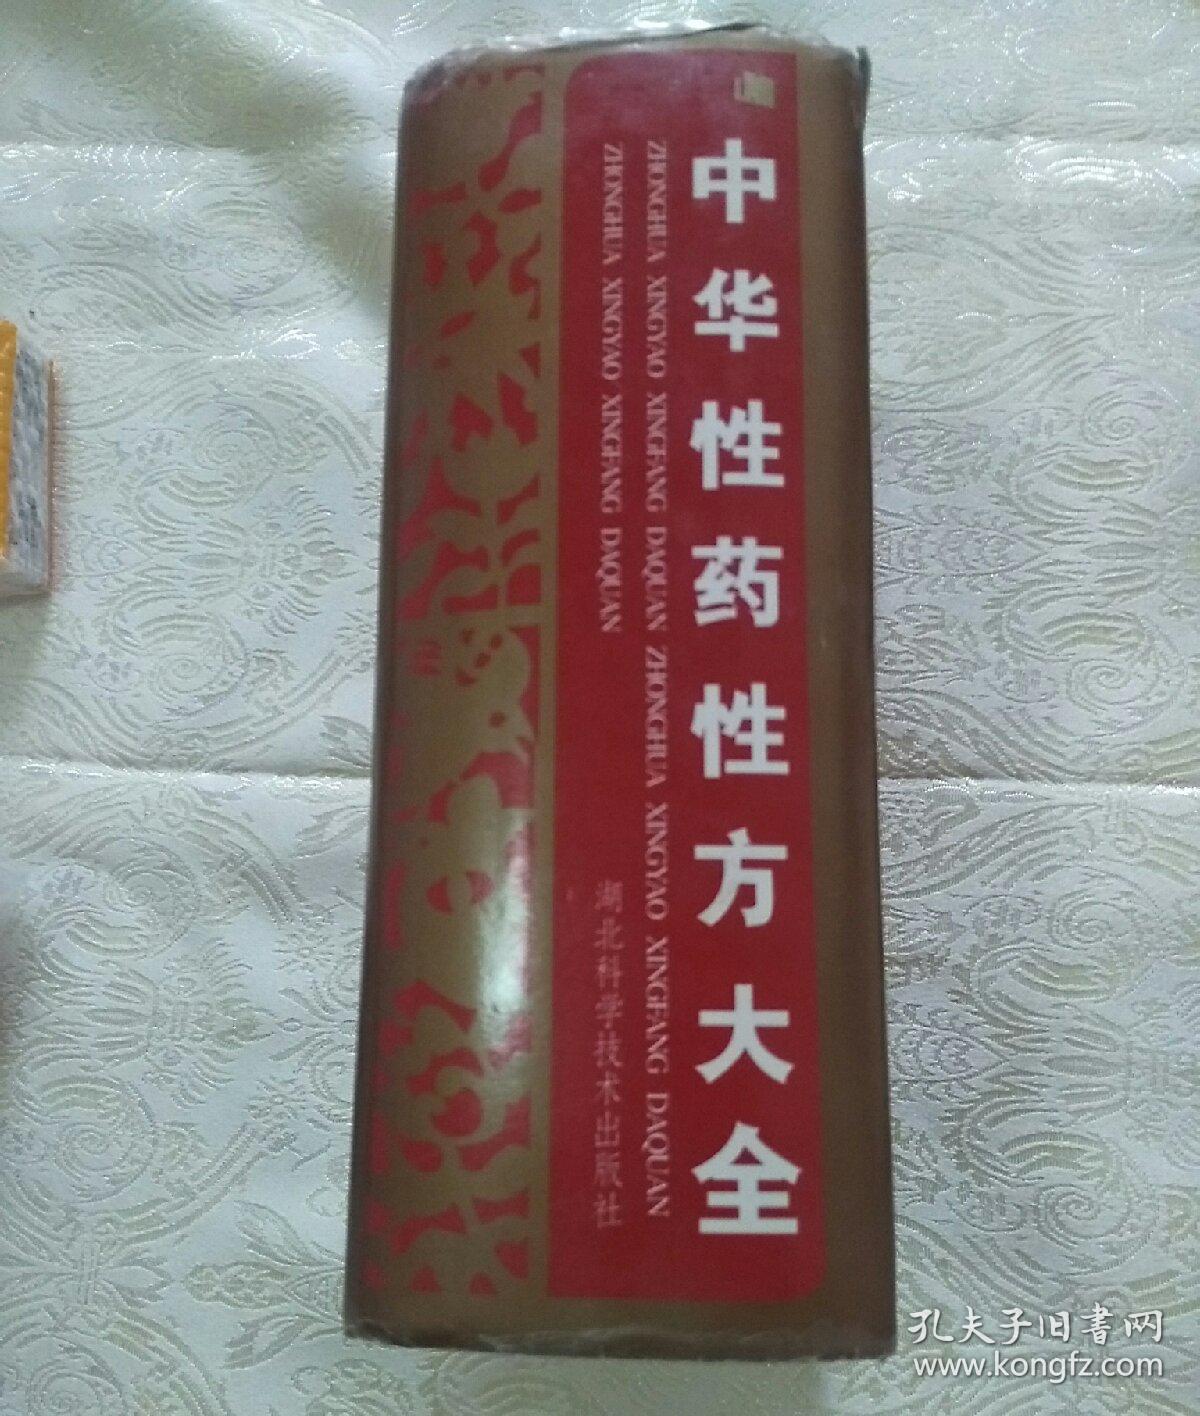 中华性药性方大全
ZHONGHUA XINGYAO XINGFANG DAQUAN ZHONGHUA XINGYAO XINGFANG DAQUAN
ZHONGHUA XINGYAO XINGFANG DAQUAN
湖北科学技术出版社
孔夫子旧書网
www.kongfz.com